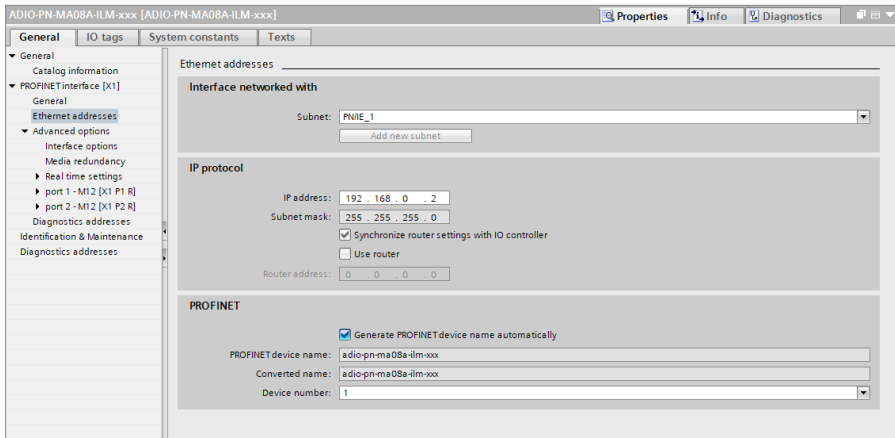 ADIO-PN-MA08A-ILM-xxx [ADIO-PN-MA08A-ILM-xxx]
Properties Info Diagnostics
General IO tags System constants Texts
General
Catalog information
PROFINET interface [X1]
General
Ethernet addresses
Advanced options
Interface options
Media redundancy
Real time settings
port 1 - M12 [X1 P1 R]
port 2 - M12 [X1 P2 R]
Diagnostics addresses
Identification & Maintenance
Diagnostics addresses
Ethernet addresses
Interface networked with
Subnet: PN/IE_1
Add new subnet
IP protocol
IP address: 192 . 168 . 0 . 2
Subnet mask: 255 . 255 . 255 . 0
Synchronize router settings with IO controller
Use router
Router address: 0 . 0 . 0 . 0
PROFINET
Generate PROFINET device name automatically
PROFINET device name: adio-pn-ma08a-ilm-xxx
Converted name: adio-pn-ma08a-ilm-xxx
Device number: 1